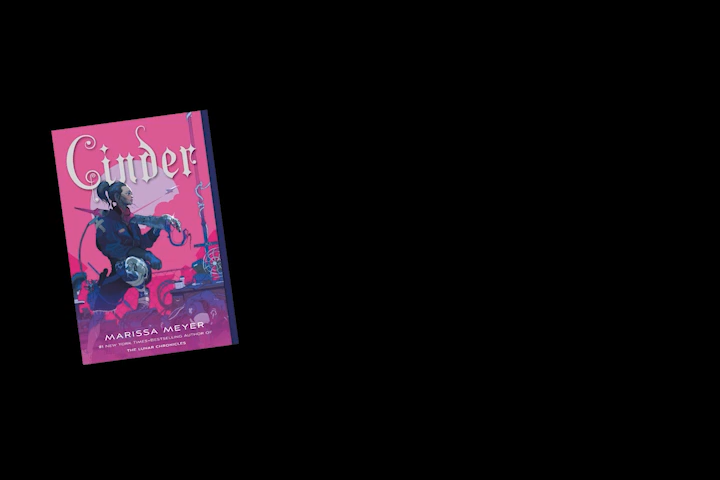 Cinder
MARISSA MEYER
#1 NEW YORK TIMES-BESTSELLING AUTHOR OF
THE LUNAR CHRONICLES